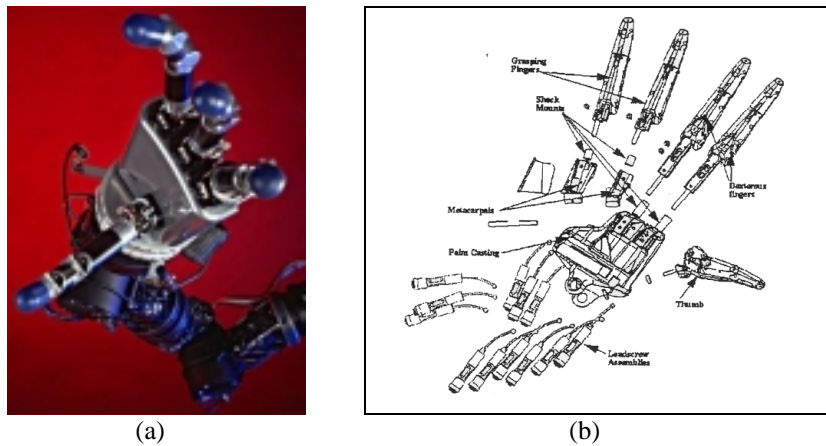 Grasping
Fingers
Shock
Mounts
Dexterous
fingers
Metacarpals
Palm Casting
Thumb
Leadscrew
Assemblies
(a)
(b)